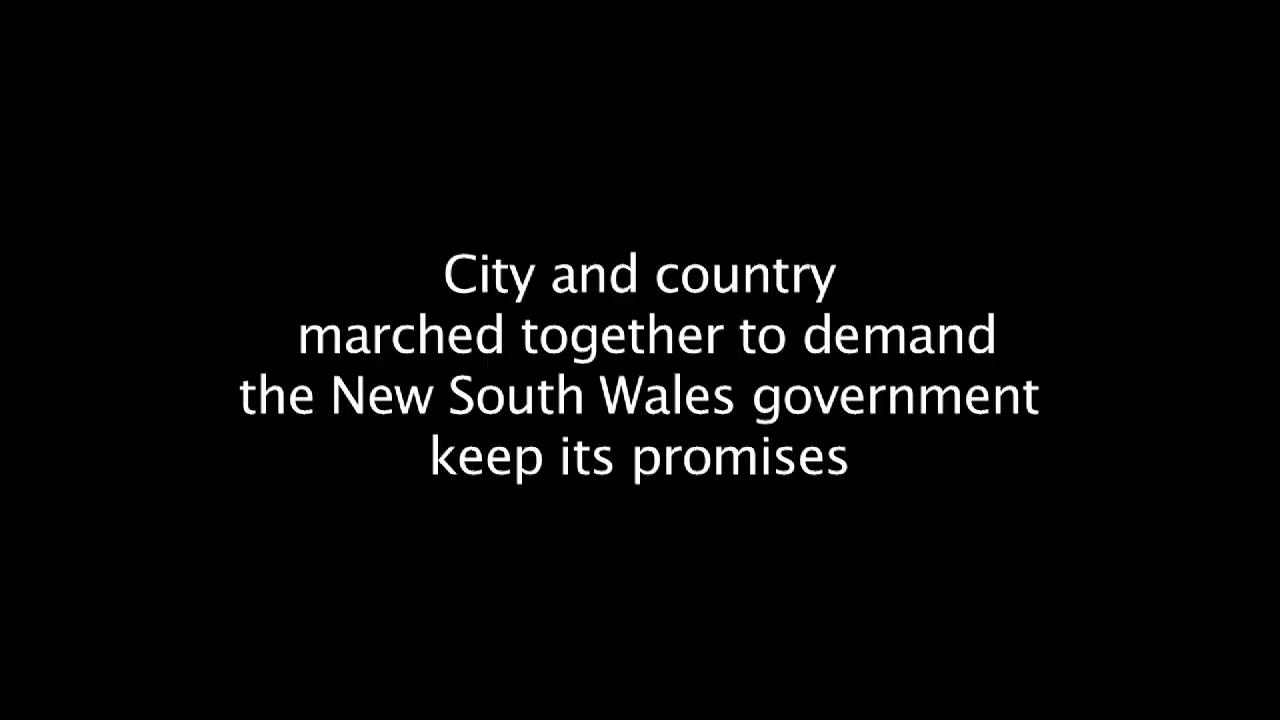 City and country
marched together to demand
the New South Wales government
keep its promises